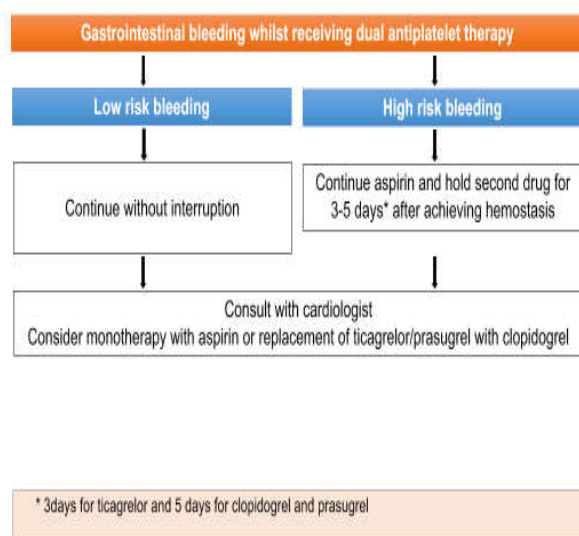 Gastrointestinal bleeding whilst receiving dual antiplatelet therapy
Low risk bleeding
High risk bleeding
Continue without interruption
Continue aspirin and hold second drug for
3-5 days* after achieving hemostasis
Consult with cardiologist
Consider monotherapy with aspirin or replacement of ticagrelor/prasugrel with clopidogrel
* 3days for ticagrelor and 5 days for clopidogrel and prasugrel